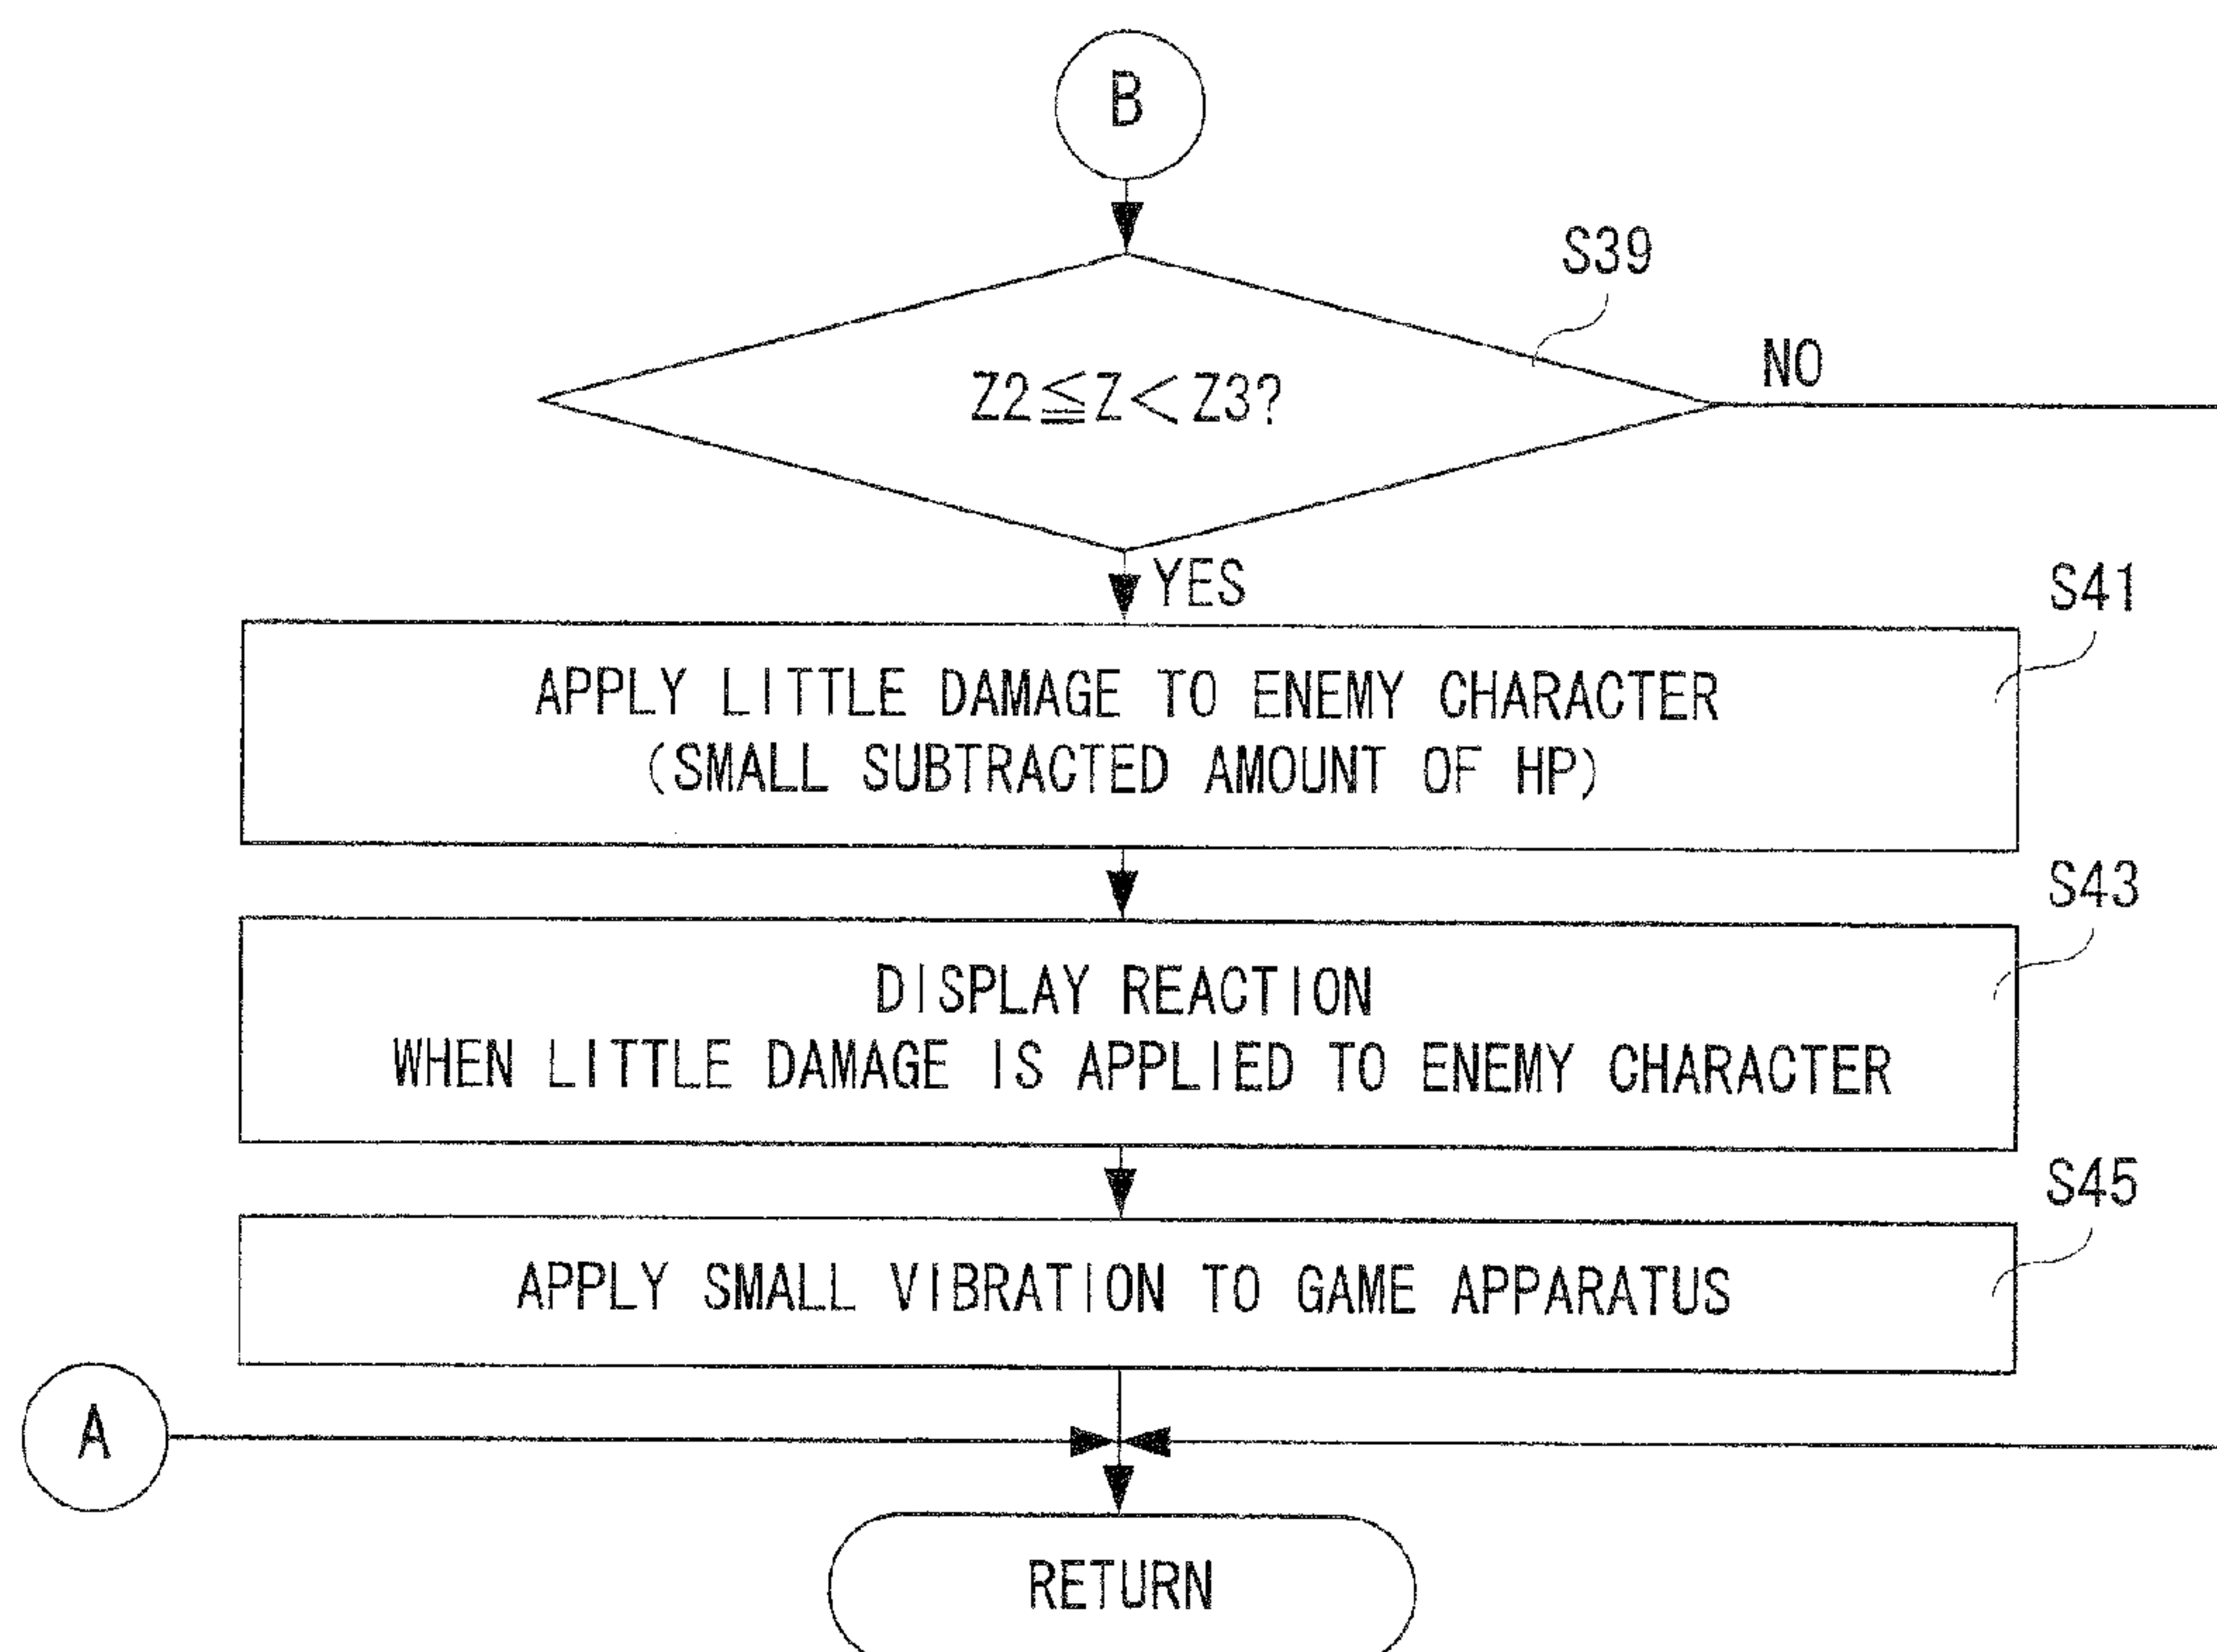 B
S39
Z2≦Z<Z3?
NO
YES
S41
APPLY LITTLE DAMAGE TO ENEMY CHARACTER
(SMALL SUBTRACTED AMOUNT OF HP)
S43
DISPLAY REACTION
WHEN LITTLE DAMAGE IS APPLIED TO ENEMY CHARACTER
S45
APPLY SMALL VIBRATION TO GAME APPARATUS
A
RETURN